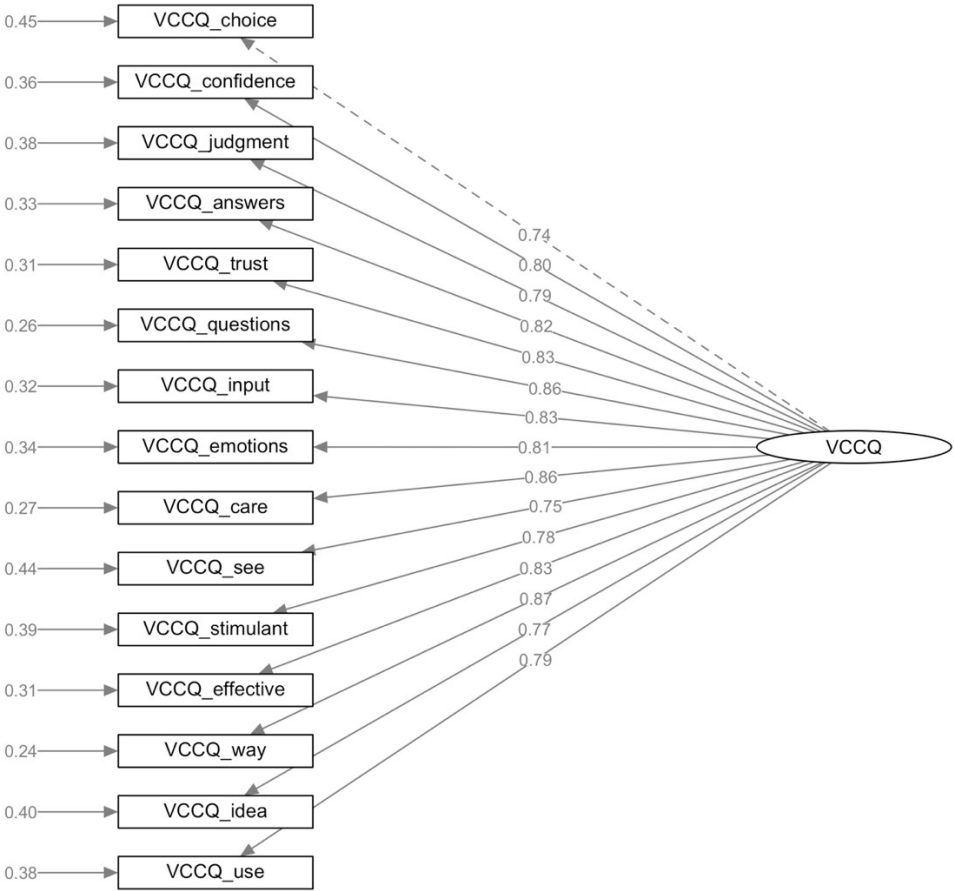 0.45 VCCQ_choice
0.36 VCCQ_confidence
0.38 VCCQ_judgment
0.33 VCCQ_answers
0.74
0.31 VCCQ_trust
0.80
0.79
0.26 VCCQ_questions
0.82
0.83
0.32 VCCQ_input
0.86
0.83
0.34 VCCQ_emotions
0.81
VCCQ
0.86
0.27 VCCQ_care
0.75
0.78
0.44 VCCQ_see
0.83
0.87
0.39 VCCQ_stimulant
0.77
0.79
0.31 VCCQ_effective
0.24 VCCQ_way
0.40 VCCQ_idea
0.38 VCCQ_use